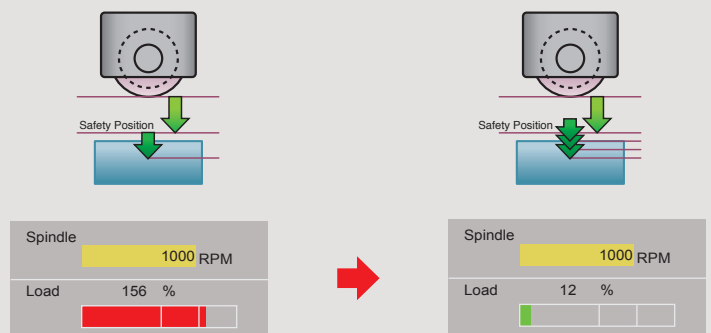 Safety Position
Spindle
1000 RPM
Load 156 %
Safety Position
Spindle
1000 RPM
Load 12 %